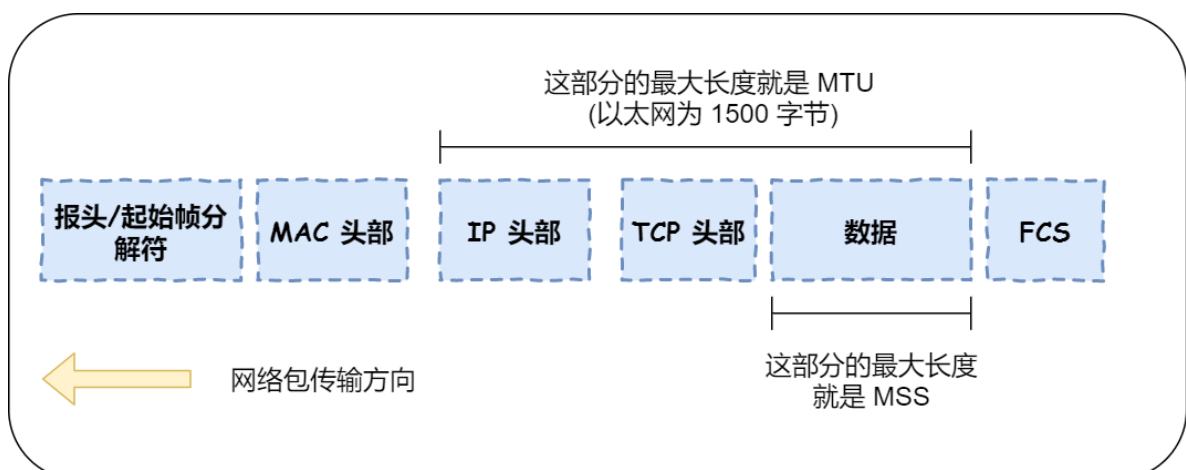 这部分的最大长度就是 MTU
(以太网为 1500 字节)
报头/起始帧分
解符
MAC 头部
IP 头部
TCP 头部
数据
FCS
这部分的最大长度
就是 MSS
网络包传输方向